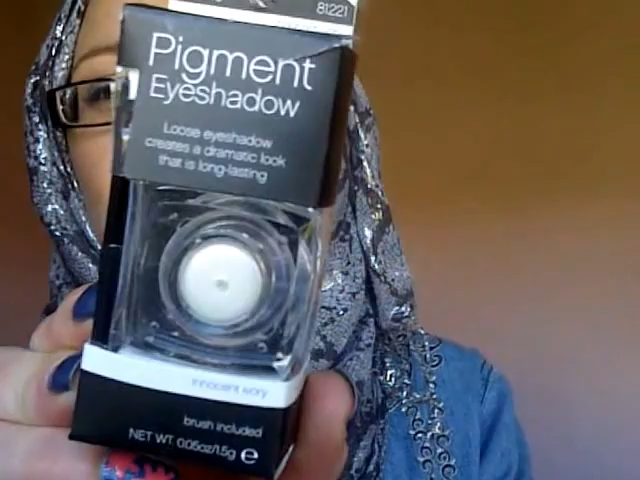 81221
Pigment
Eyeshadow
Loose eyeshadow
creates a dramatic look
that is long-lasting
innocent ivory
brush included
NET WT 0.05oz/1.5g e